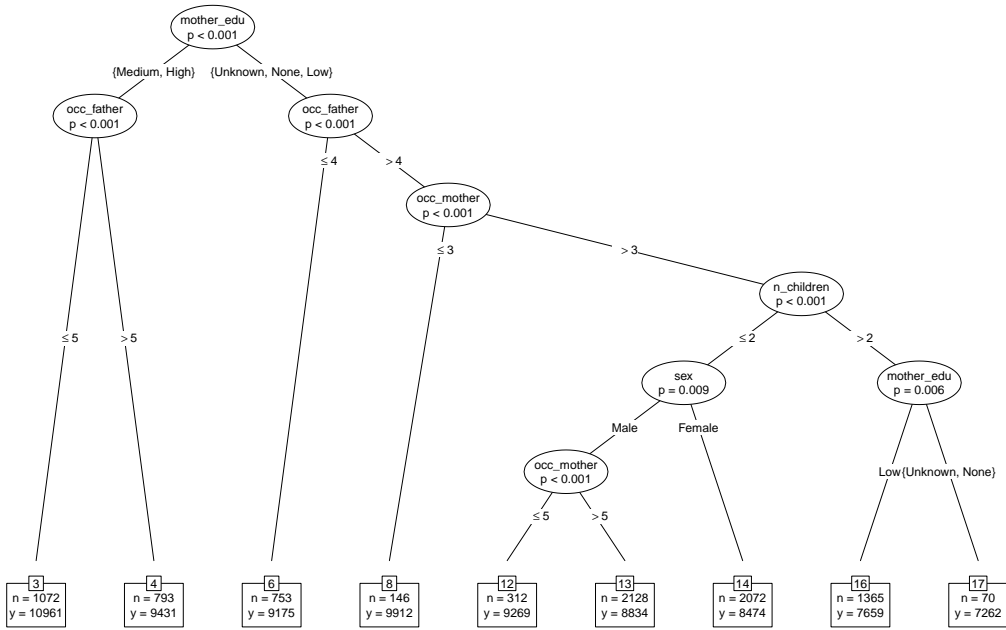 mother_edu
p < 0.001
{Medium, High}
{Unknown, None, Low}
occ_father
p < 0.001
occ_father
p < 0.001
≤ 4
> 4
occ_mother
p < 0.001
≤ 3
> 3
n_children
p < 0.001
≤ 5
> 5
≤ 2
> 2
sex
p = 0.009
mother_edu
p = 0.006
Male
Female
occ_mother
p < 0.001
Low
{Unknown, None}
≤ 5
> 5
3
n = 1072
y = 10961
4
n = 793
y = 9431
6
n = 753
y = 9175
8
n = 146
y = 9912
12
n = 312
y = 9269
13
n = 2128
y = 8834
14
n = 2072
y = 8474
16
n = 1365
y = 7659
17
n = 70
y = 7262